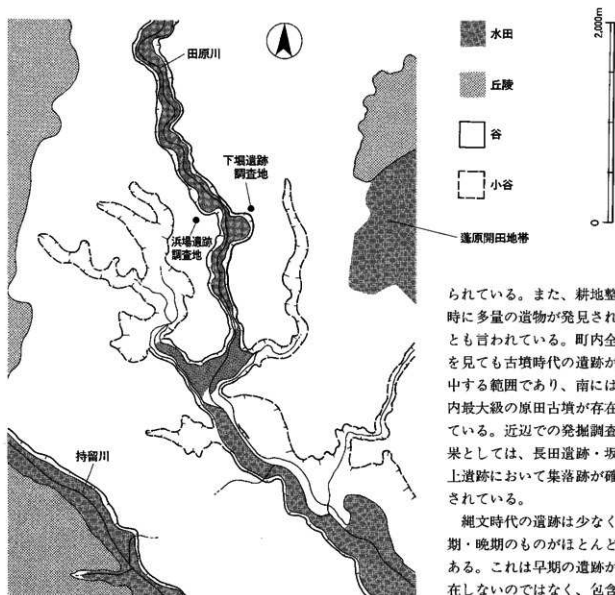 田原川
下堀遺跡
調査地
浜場遺跡
調査地
持留川
水田
丘陵
谷
小谷
2,000m
0
蓬原開田地帯
られている。また、耕地整
時に多量の遺物が発見され
とも言われている。町内全
を見ても古墳時代の遺跡か
中する範囲であり、南には
内最大級の原田古墳が存在
ている。近辺での発掘調査
果としては、長田遺跡・坂
上遺跡において集落跡が確
されている。
縄文時代の遺跡は少なく
期・晩期のものがほとんと
ある。これは早期の遺跡か
在しないのではなく、包含